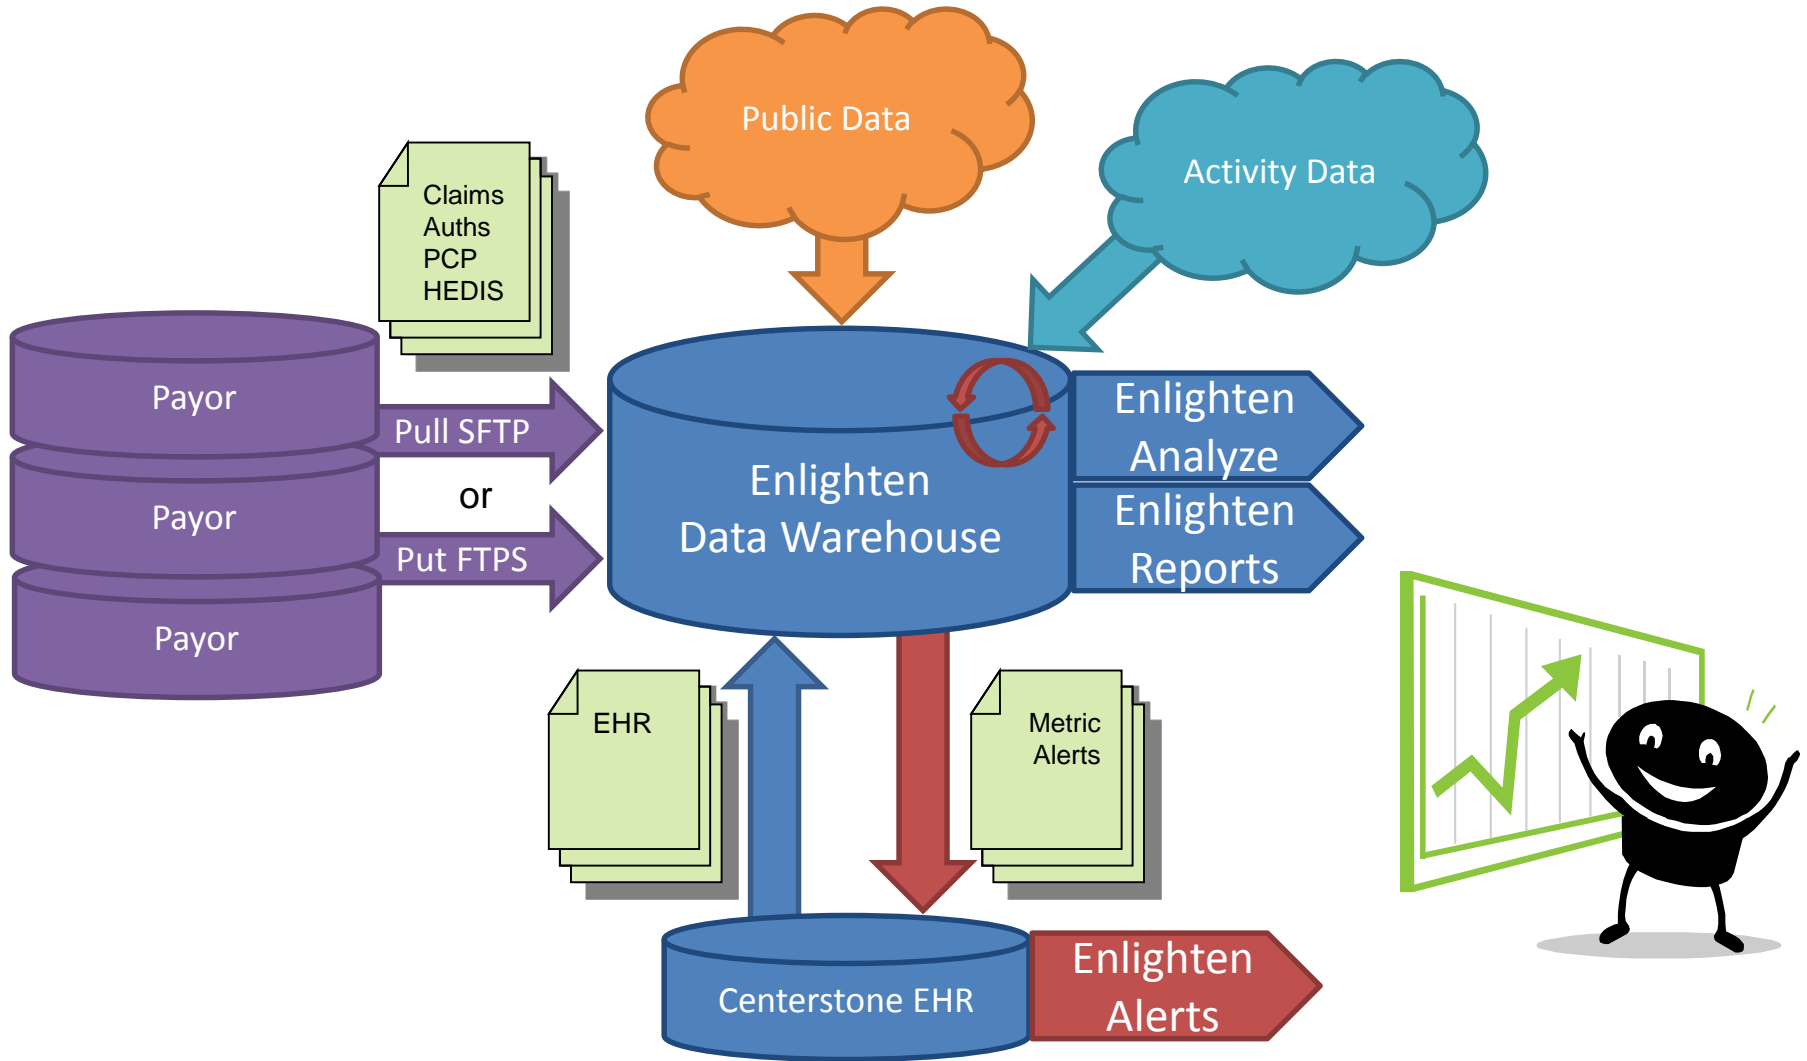 Public Data
Activity Data
Claims
Auths
PCP
HEDIS
Payor
Payor
Payor
Pull SFTP
or
Put FTPS
Enlighten
Data Warehouse
Enlighten
Analyze
Enlighten
Reports
EHR
Metric
Alerts
Centerstone EHR
Enlighten
Alerts